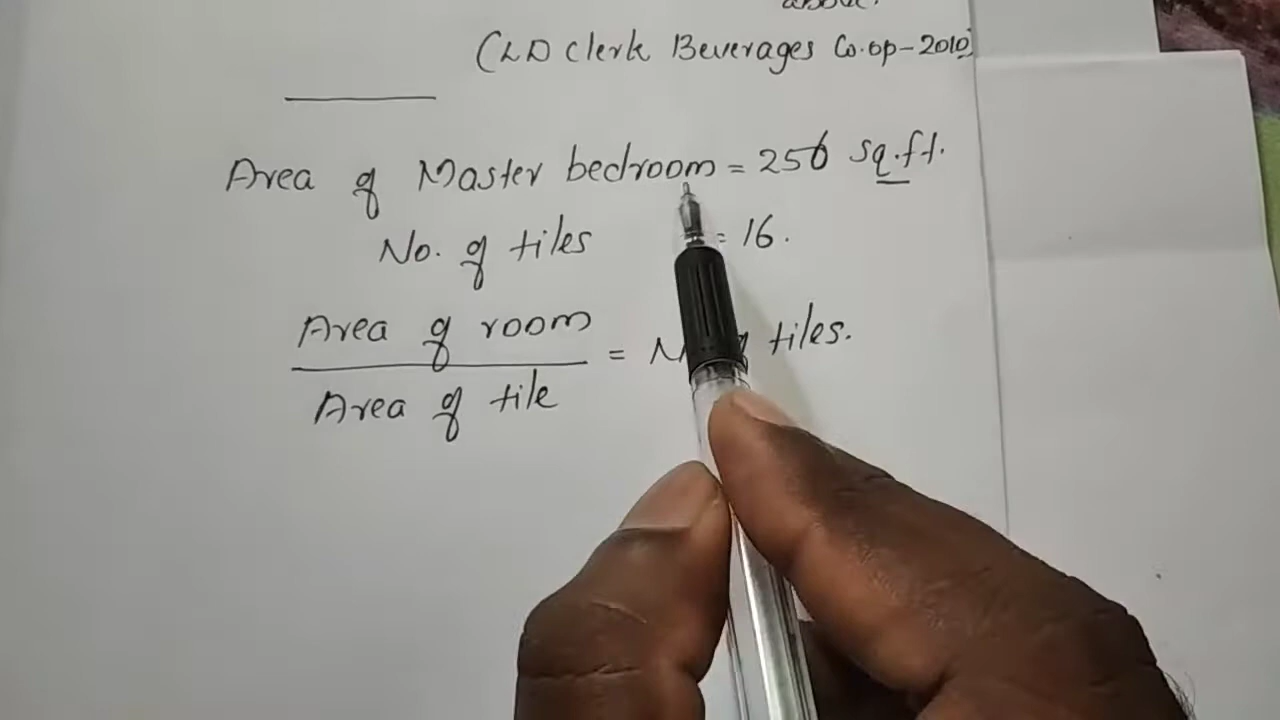 about.
(LD Clerk Beverages Co.op-2010)
Area of Master bedroom = 256 sq.ft.
No. of tiles = 16.
Area of room
= tiles.
Area of tile